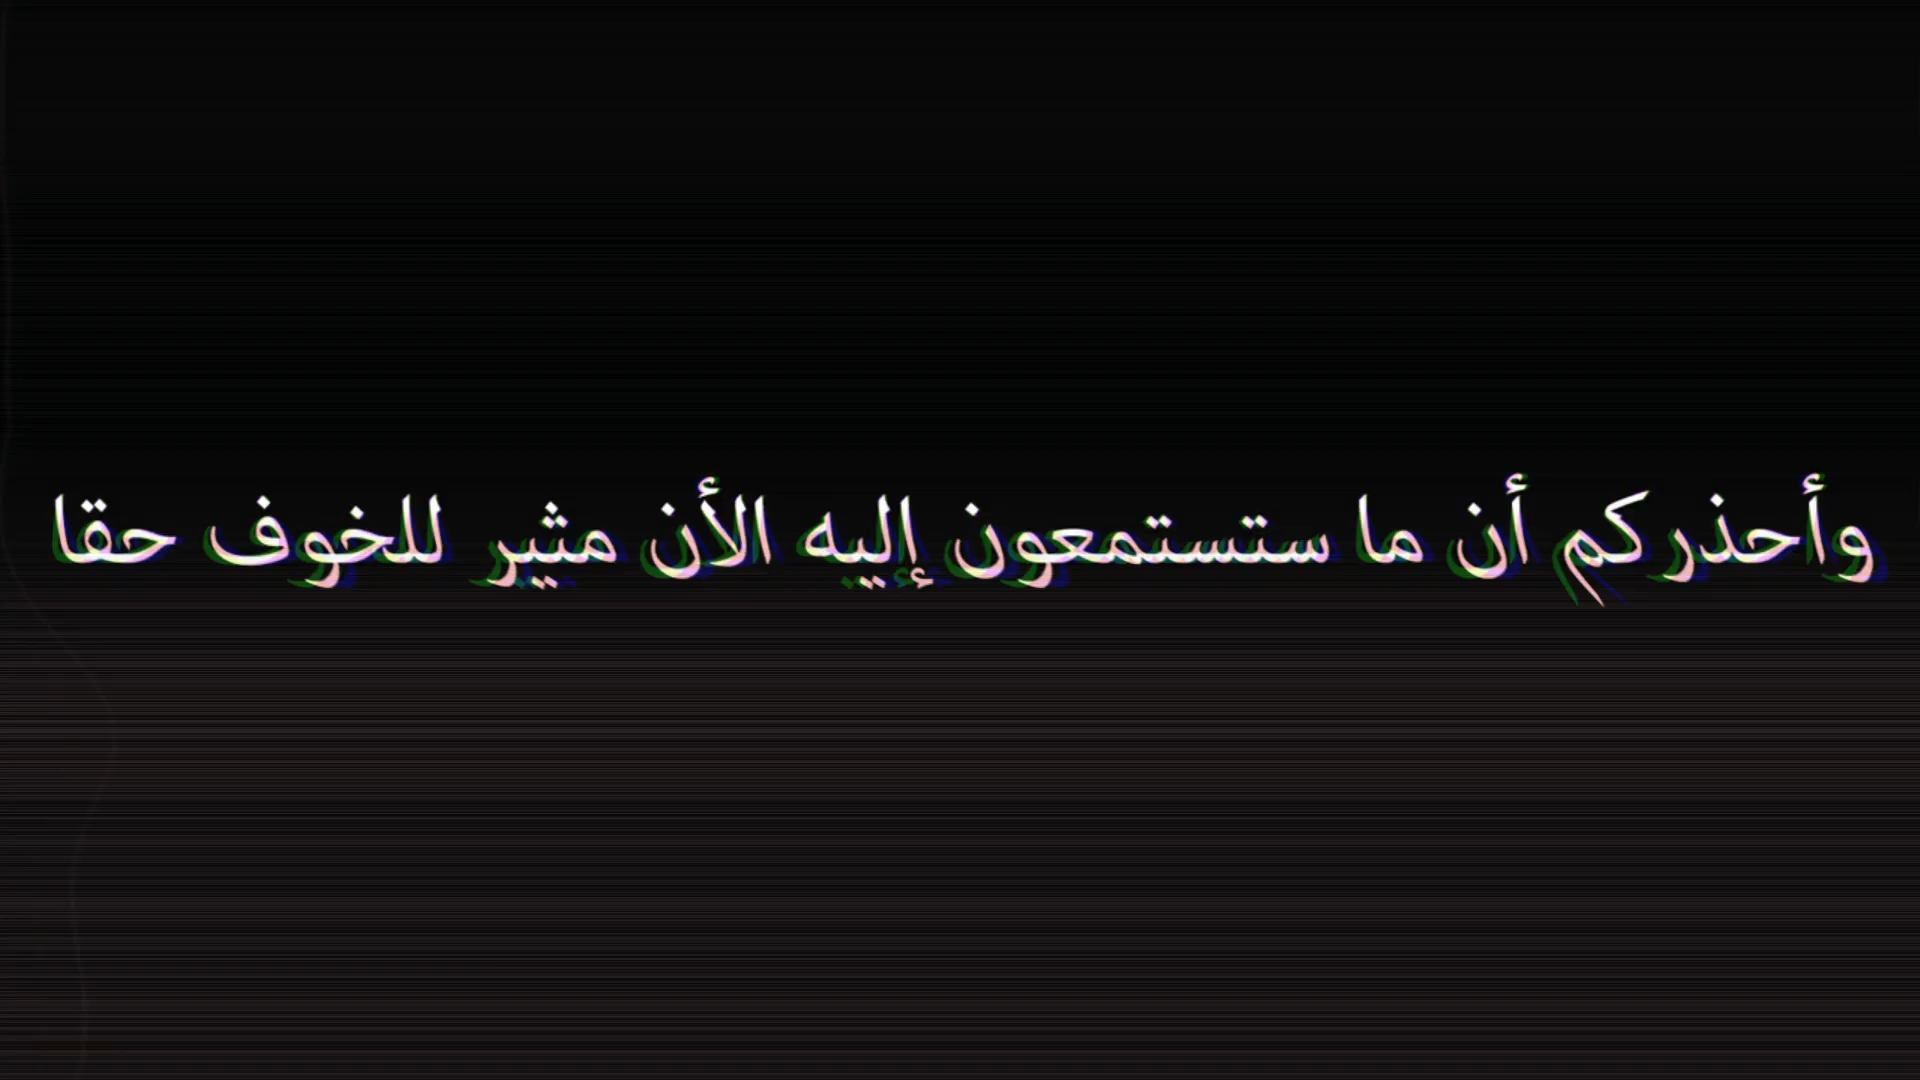 وأحذركم أن ما ستستمعون إليه الأن مثير للخوف حقا